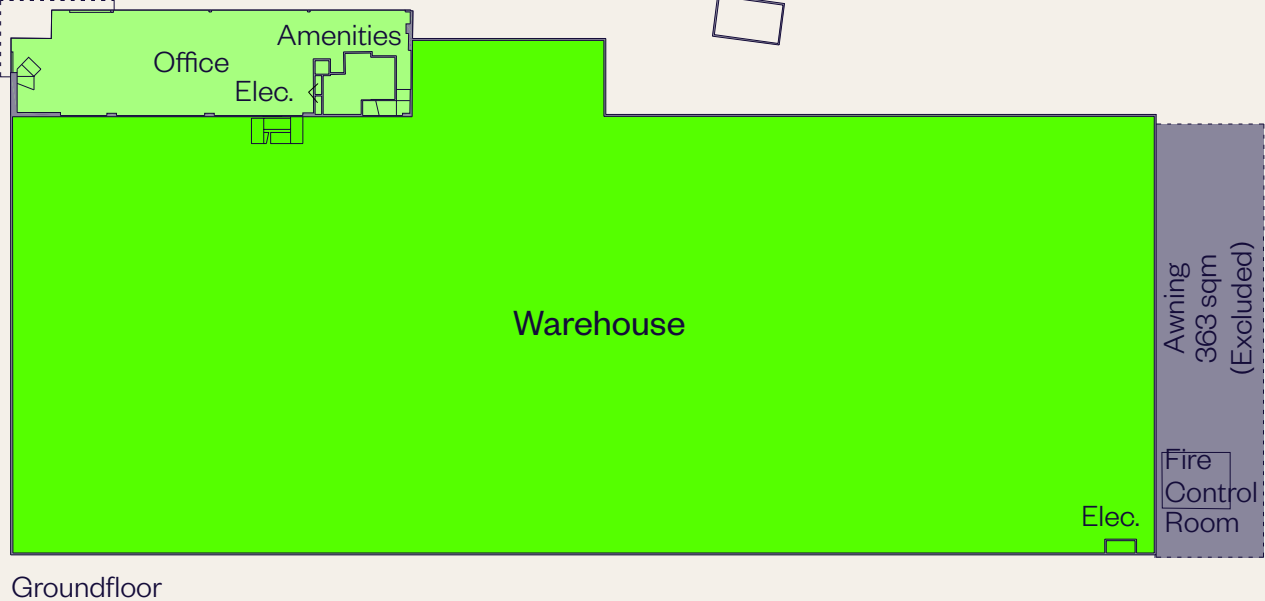 Amenities
Office
Elec.
Warehouse
Awning
363 sqm
(Excluded)
Fire
Control
Room
Elec.
Groundfloor